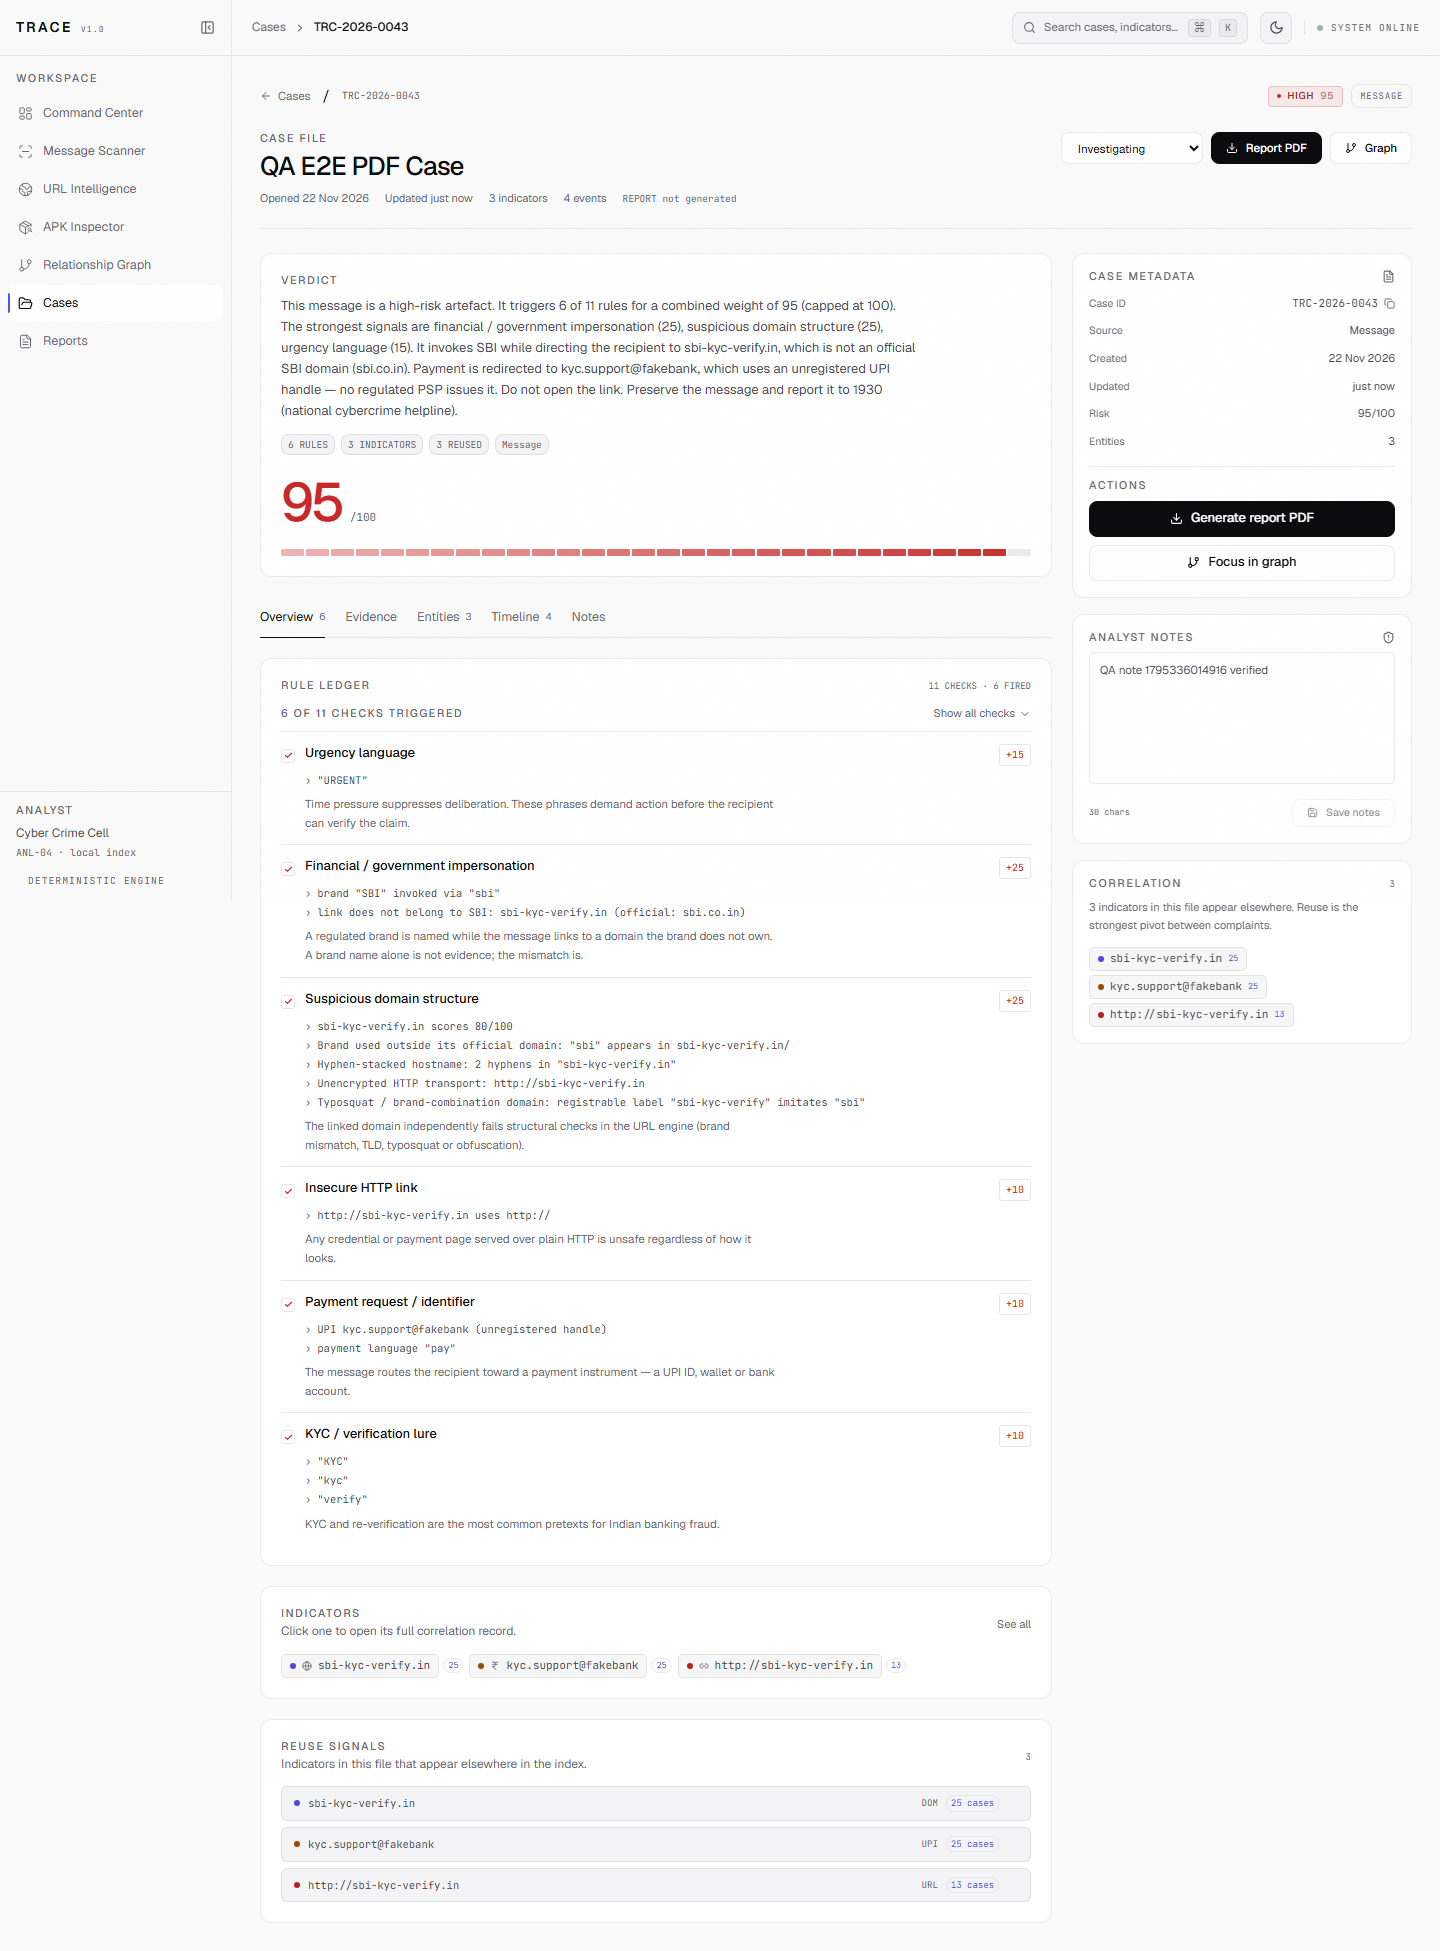 TRACE V1.0
Cases > TRC-2026-0043
Search cases, indicators... ⌘ K
SYSTEM ONLINE
WORKSPACE
Command Center
Message Scanner
URL Intelligence
APK Inspector
Relationship Graph
Cases
Reports
ANALYST
Cyber Crime Cell
ANL-04 · local index
DETERMINISTIC ENGINE
← Cases / TRC-2026-0043
HIGH 95
MESSAGE
CASE FILE
QA E2E PDF Case
Investigating
Report PDF
Graph
Opened 22 Nov 2026 Updated just now 3 indicators 4 events REPORT not generated
VERDICT
This message is a high-risk artefact. It triggers 6 of 11 rules for a combined weight of 95 (capped at 100).
The strongest signals are financial / government impersonation (25), suspicious domain structure (25),
urgency language (15). It invokes SBI while directing the recipient to sbi-kyc-verify.in, which is not an official
SBI domain (sbi.co.in). Payment is redirected to kyc.support@fakebank, which uses an unregistered UPI
handle — no regulated PSP issues it. Do not open the link. Preserve the message and report it to 1930
(national cybercrime helpline).
6 RULES 3 INDICATORS 3 REUSED Message
95 /100
Overview 6 Evidence Entities 3 Timeline 4 Notes
RULE LEDGER
11 CHECKS · 6 FIRED
6 OF 11 CHECKS TRIGGERED
Show all checks
Urgency language +15
› "URGENT"
Time pressure suppresses deliberation. These phrases demand action before the recipient
can verify the claim.
Financial / government impersonation +25
› brand "SBI" invoked via "sbi"
› link does not belong to SBI: sbi-kyc-verify.in (official: sbi.co.in)
A regulated brand is named while the message links to a domain the brand does not own.
A brand name alone is not evidence; the mismatch is.
Suspicious domain structure +25
› sbi-kyc-verify.in scores 80/100
› Brand used outside its official domain: "sbi" appears in sbi-kyc-verify.in/
› Hyphen-stacked hostname: 2 hyphens in "sbi-kyc-verify.in"
› Unencrypted HTTP transport: http://sbi-kyc-verify.in
› Typosquat / brand-combination domain: registrable label "sbi-kyc-verify" imitates "sbi"
The linked domain independently fails structural checks in the URL engine (brand
mismatch, TLD, typosquat or obfuscation).
Insecure HTTP link +10
› http://sbi-kyc-verify.in uses http://
Any credential or payment page served over plain HTTP is unsafe regardless of how it
looks.
Payment request / identifier +10
› UPI kyc.support@fakebank (unregistered handle)
› payment language "pay"
The message routes the recipient toward a payment instrument — a UPI ID, wallet or bank
account.
KYC / verification lure +10
› "KYC"
› "kyc"
› "verify"
KYC and re-verification are the most common pretexts for Indian banking fraud.
INDICATORS
Click one to open its full correlation record.
See all
sbi-kyc-verify.in 25 ₹ kyc.support@fakebank 25 http://sbi-kyc-verify.in 13
REUSE SIGNALS
Indicators in this file that appear elsewhere in the index.
3
sbi-kyc-verify.in DOM 25 cases
kyc.support@fakebank UPI 25 cases
http://sbi-kyc-verify.in URL 13 cases
CASE METADATA
Case ID TRC-2026-0043
Source Message
Created 22 Nov 2026
Updated just now
Risk 95/100
Entities 3
ACTIONS
Generate report PDF
Focus in graph
ANALYST NOTES
QA note 1795336014916 verified
30 chars
Save notes
CORRELATION 3
3 indicators in this file appear elsewhere. Reuse is the
strongest pivot between complaints.
sbi-kyc-verify.in 25
kyc.support@fakebank 25
http://sbi-kyc-verify.in 13